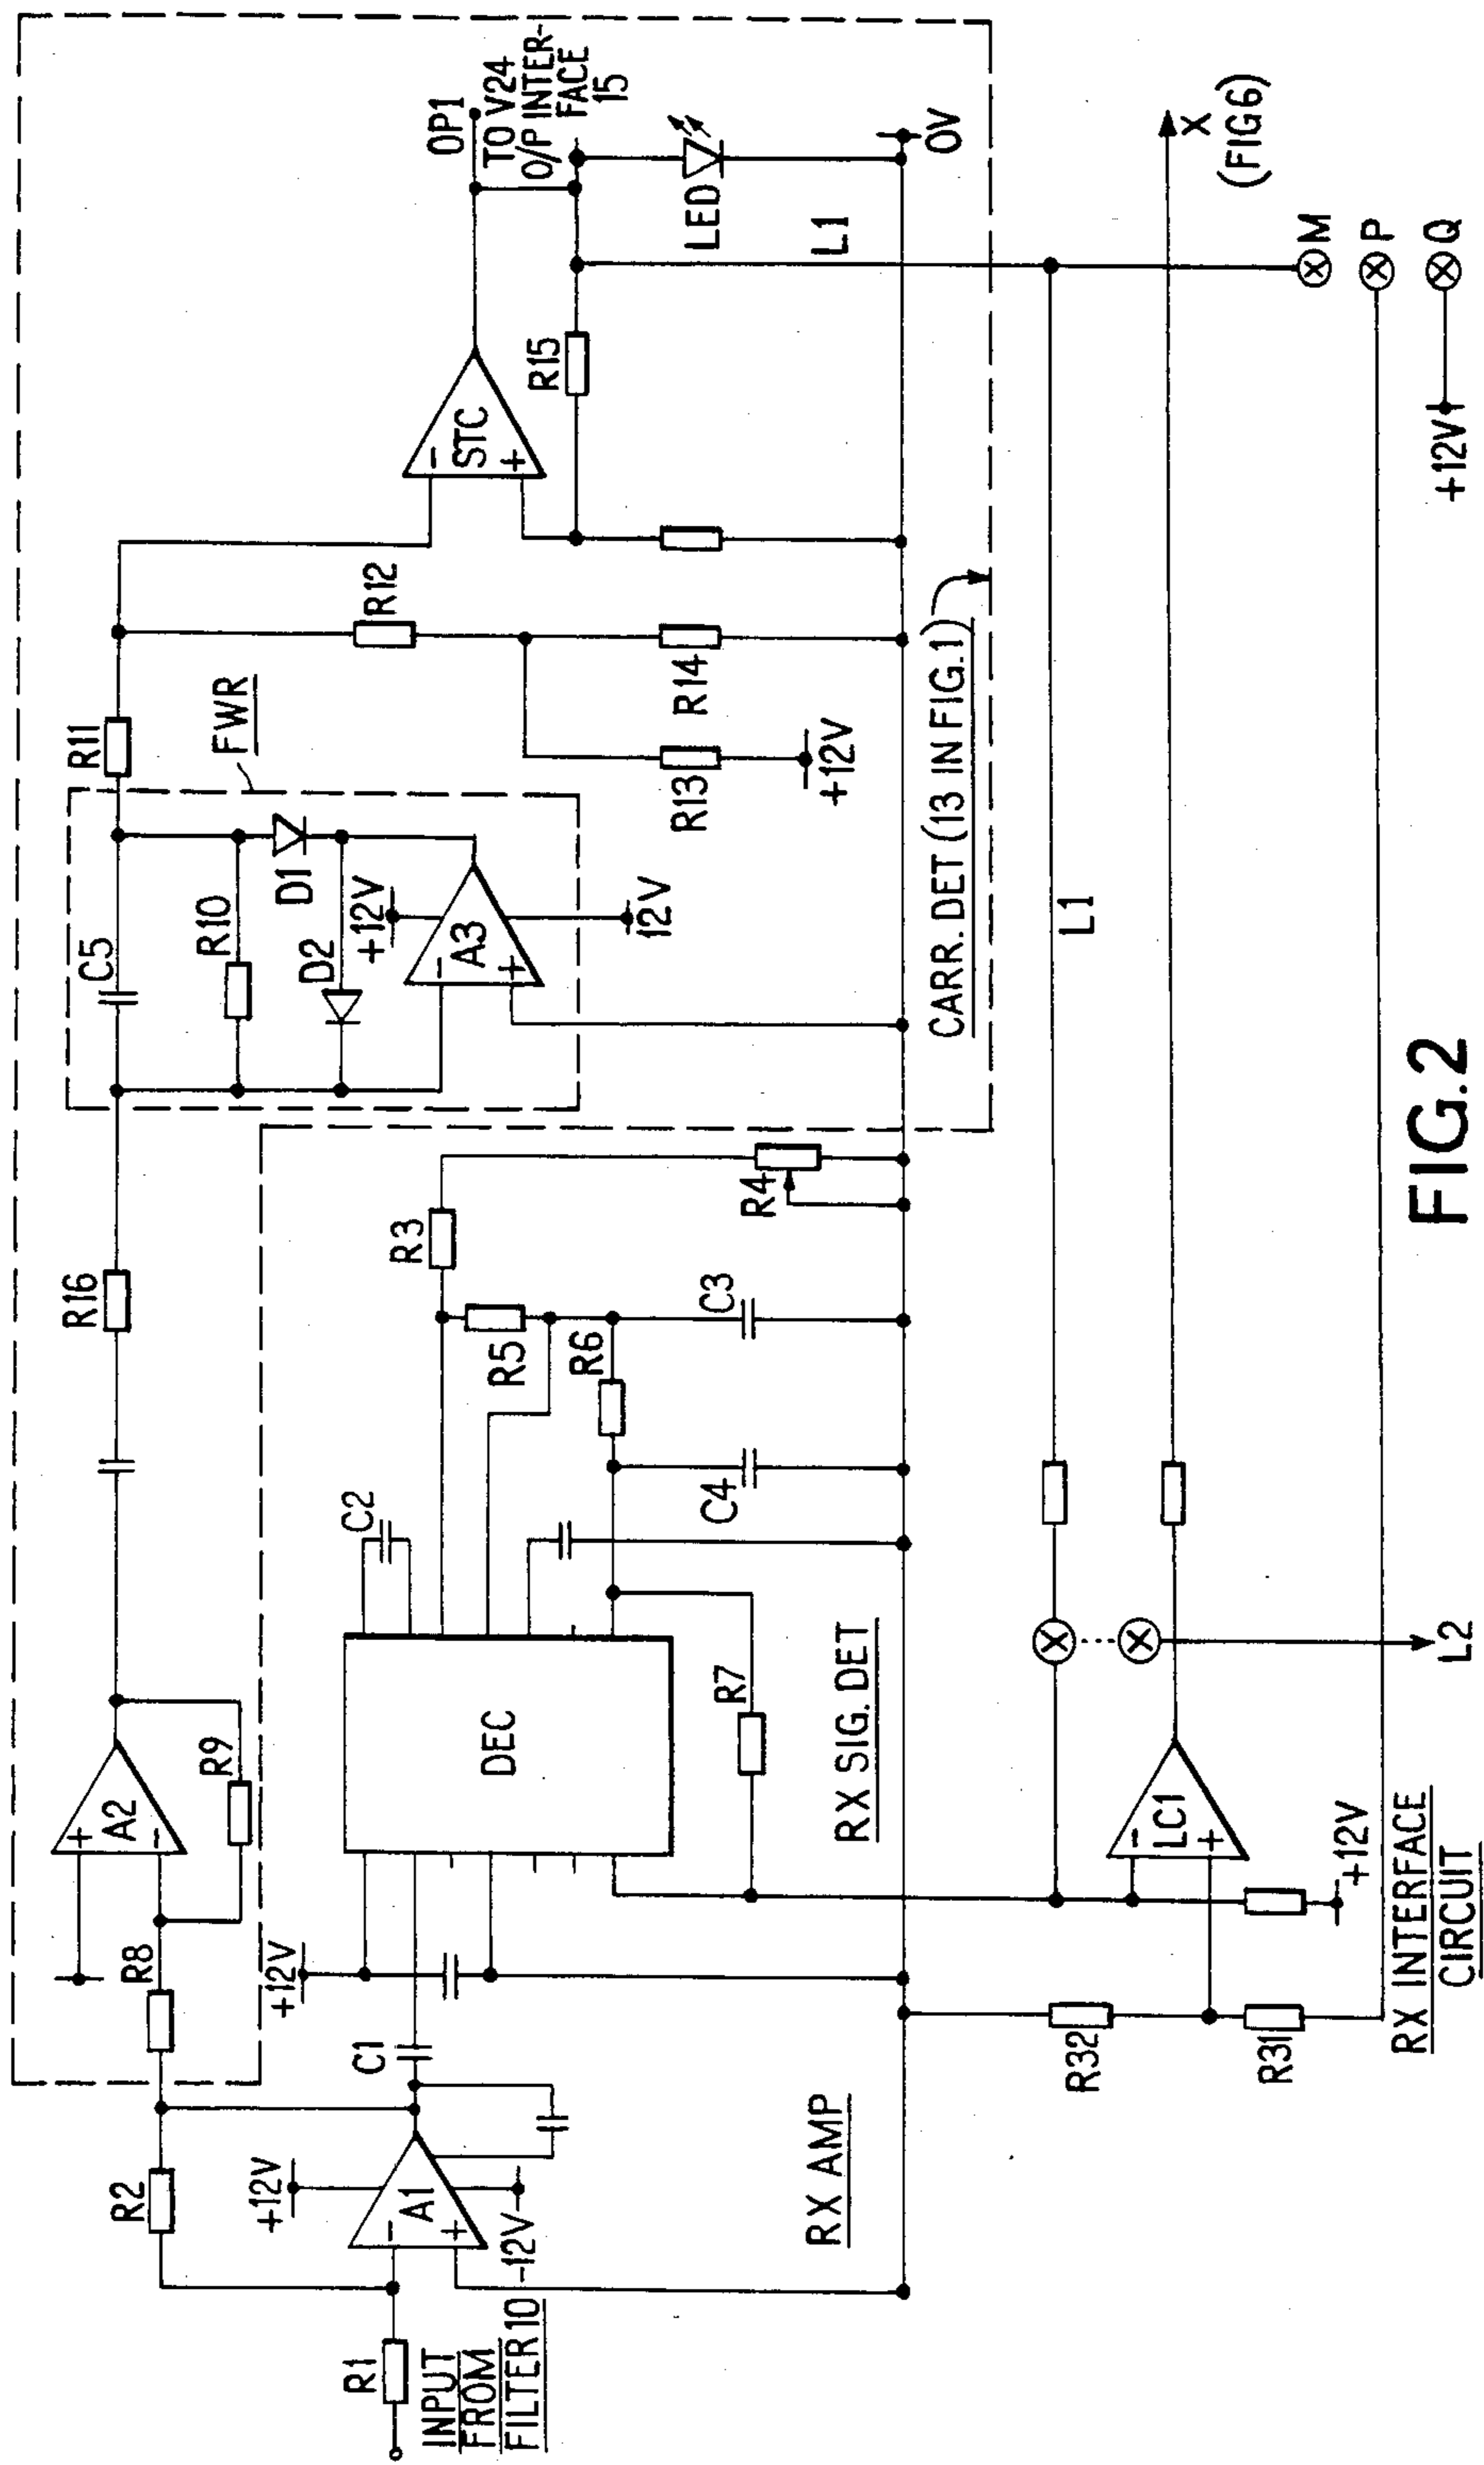 OP1
TO V24
O/P INTER-
FACE
15
LED
L1
0V
X
(FIG6)
M
P
Q
+12V
R15
STC
-
+
R12
R14
R13
+12V
R11
FWR
CARR. DET (13 IN FIG.1)
C5
R10
D1
D2
+12V
A3
-
+
12V
L1
R16
R3
R4
R5
R6
C3
C4
C2
DEC
R7
RX SIG. DET
L2
A2
+
-
R9
R8
+12V
C1
LC1
-
+
+12V
RX INTERFACE
CIRCUIT
R32
R31
R2
+12V
A1
-
+
-12V
RX AMP
R1
INPUT
FROM
FILTER 10
FIG.2